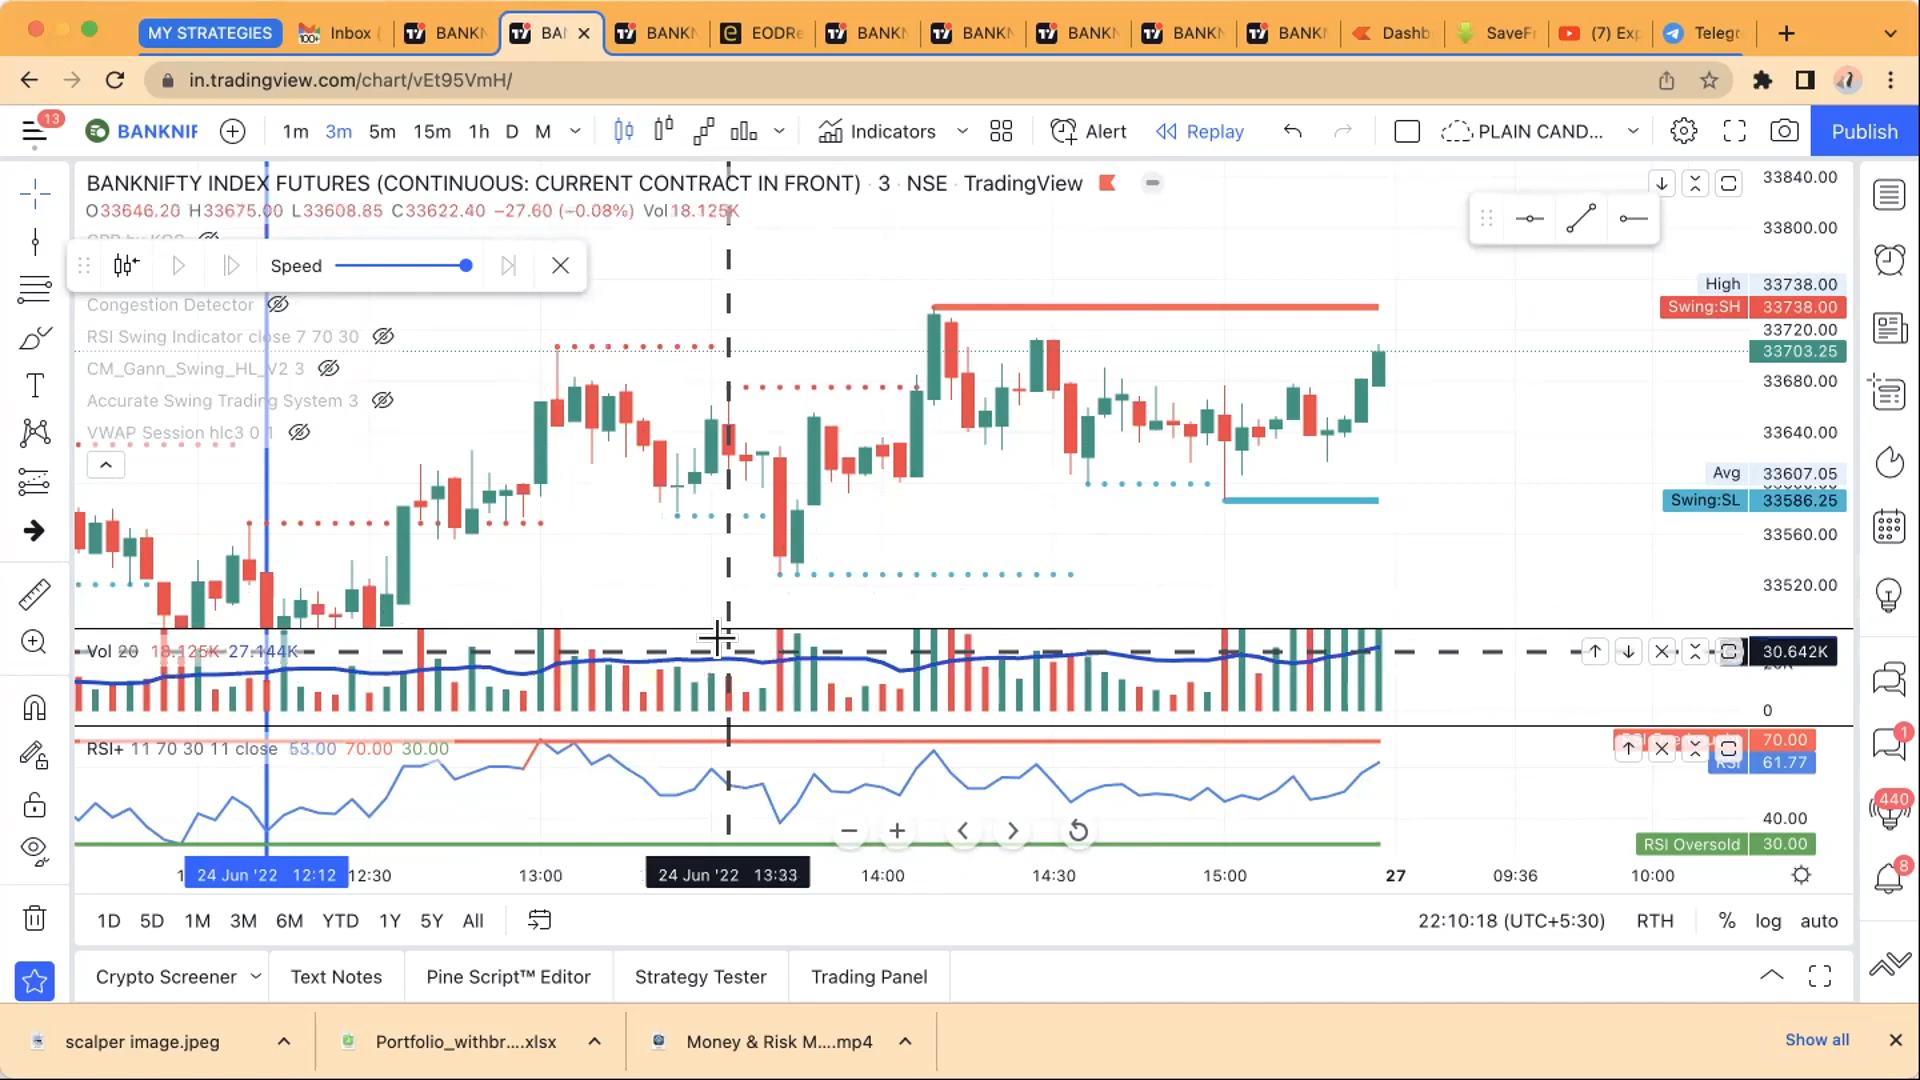 MY STRATEGIES
Inbox (
BANKN
BAI
BANKN
EODRe
BANKN
BANKN
BANKN
BANKN
BANKN
Dashb
SaveFr
(7) Exp
Telegr
in.tradingview.com/chart/vEt95VmH/
13
BANKNIF
1m 3m 5m 15m 1h D M
Indicators
Alert
Replay
PLAIN CAND...
Publish
BANKNIFTY INDEX FUTURES (CONTINUOUS: CURRENT CONTRACT IN FRONT) · 3 · NSE TradingView
O33646.20 H33675.00 L33608.85 C33622.40 −27.60 (−0.08%) Vol18.125K
Speed
Congestion Detector
RSI Swing Indicator close 7 70 30
CM_Gann_Swing_HL_V2 3
Accurate Swing Trading System 3
VWAP Session hlc3 0 1
33840.00
33800.00
High 33738.00
Swing:SH 33738.00
33720.00
33703.25
33680.00
33640.00
Avg 33607.05
Swing:SL 33586.25
33560.00
33520.00
Vol 20 18.125K 27.144K
30.642K
0
RSI+ 11 70 30 11 close 53.00 70.00 30.00
70.00
RSI 61.77
40.00
RSI Oversold 30.00
24 Jun '22 12:12
12:30
13:00
24 Jun '22 13:33
14:00
14:30
15:00
27
09:36
10:00
1D 5D 1M 3M 6M YTD 1Y 5Y All
22:10:18 (UTC+5:30) RTH % log auto
Crypto Screener
Text Notes
Pine Script™ Editor
Strategy Tester
Trading Panel
1
440
8
scalper image.jpeg
Portfolio_withbr....xlsx
Money & Risk M....mp4
Show all